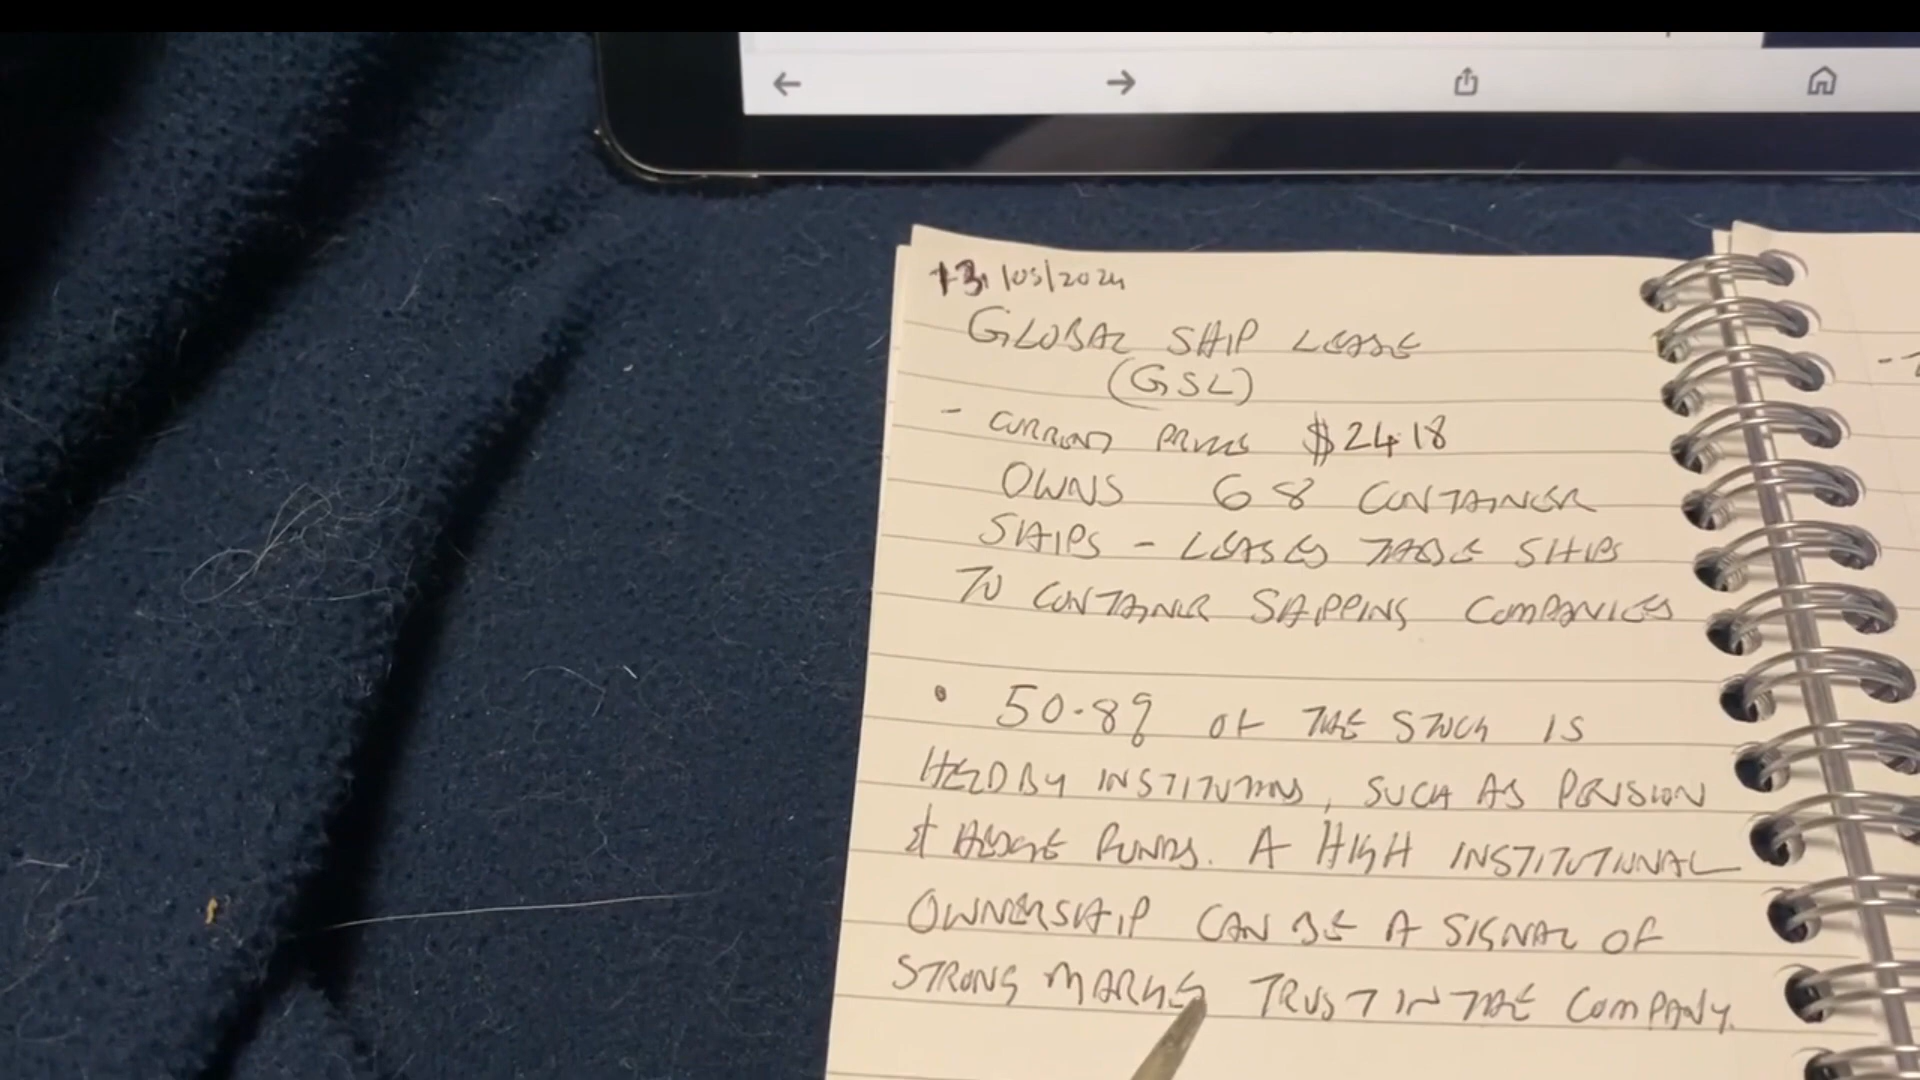 13/05/2024
GLOBAL SHIP LEASE
(GSL)
- CURRENT PRICE $24.18
OWNS 68 CONTAINER
SHIPS - LEASES THESE SHIPS
TO CONTAINER SHIPPING COMPANIES
• 50.8% OF THE STOCK IS
HELD BY INSTITUTIONS, SUCH AS PENSION
& HEDGE FUNDS. A HIGH INSTITUTIONAL
OWNERSHIP CAN BE A SIGNAL OF
STRONG MARKET TRUST IN THE COMPANY.